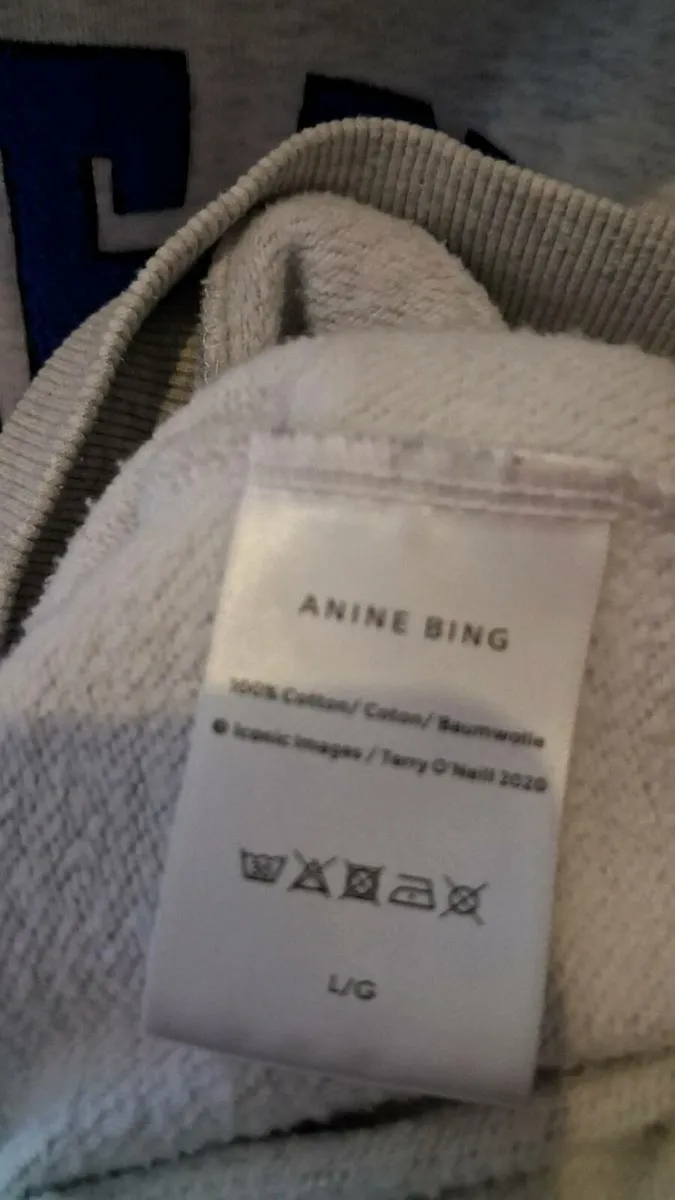 ANINE BING
100% Cotton/ Coton/ Baumwolle
© Iconic Images / Terry O'Neill 2020
L/G